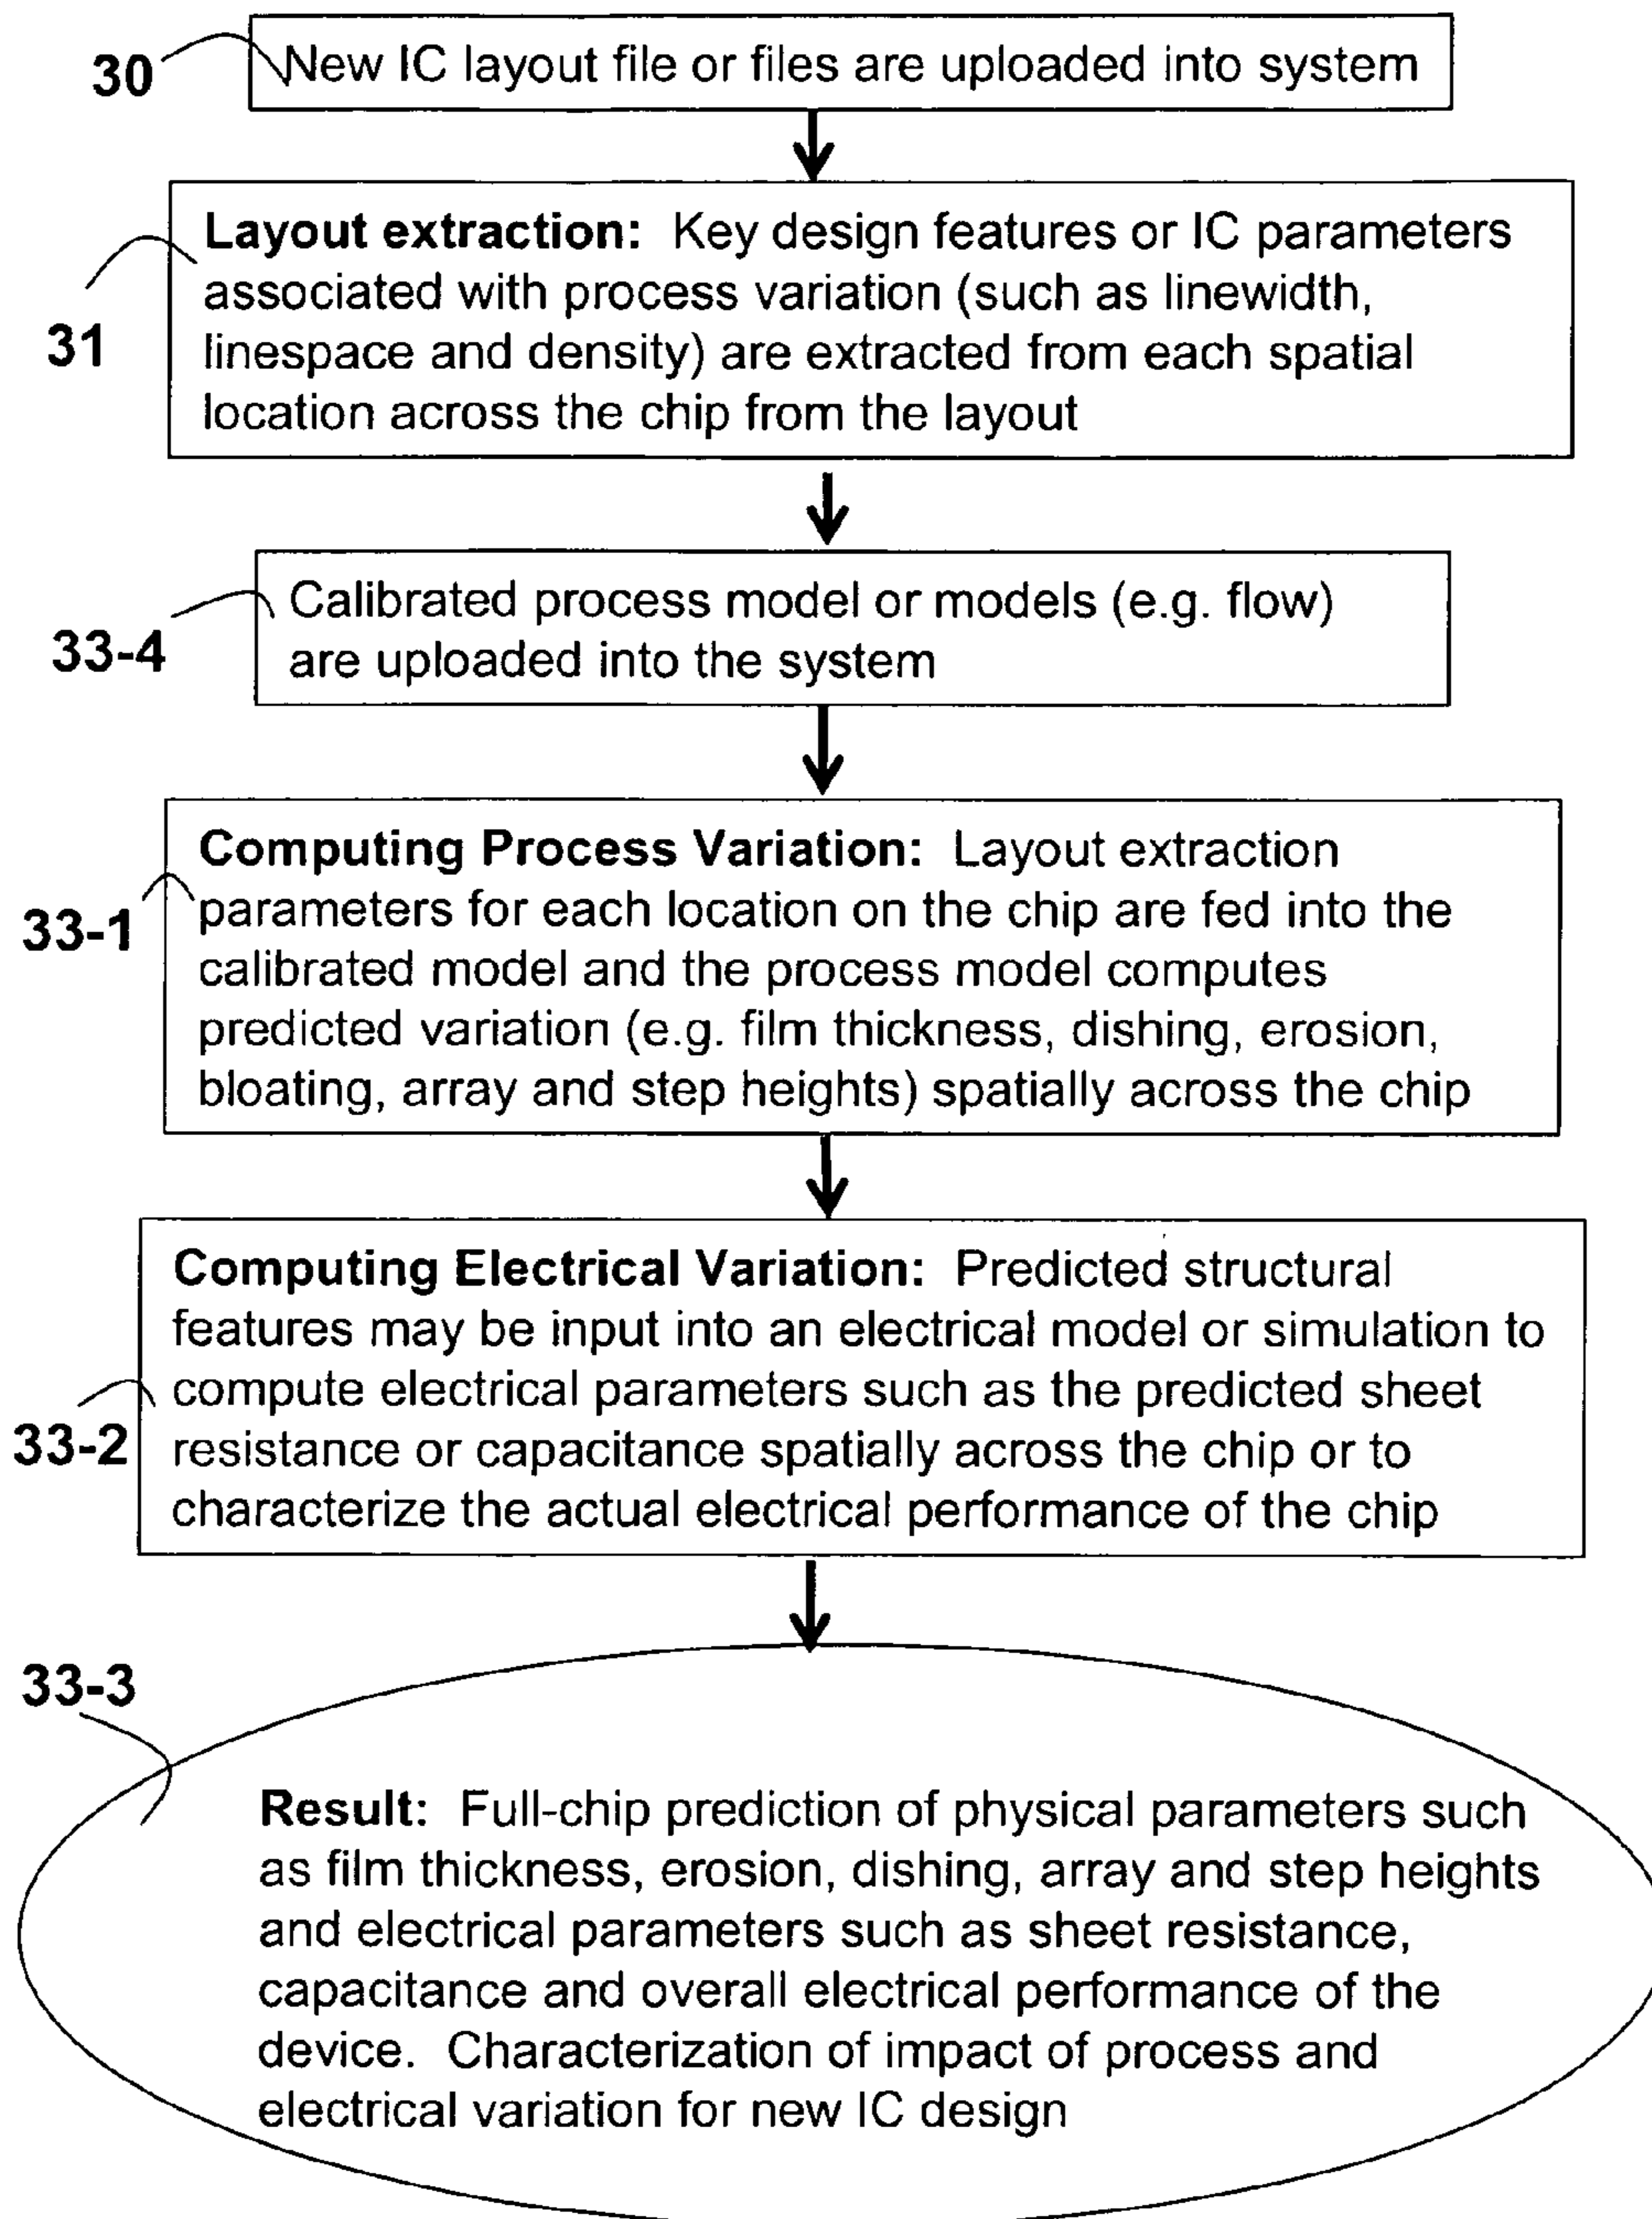 30
New IC layout file or files are uploaded into system
Layout extraction: Key design features or IC parameters
associated with process variation (such as linewidth,
31
linespace and density) are extracted from each spatial
location across the chip from the layout
Calibrated process model or models (e.g. flow)
33-4
are uploaded into the system
Computing Process Variation: Layout extraction
33-1
parameters for each location on the chip are fed into the
calibrated model and the process model computes
predicted variation (e.g. film thickness, dishing, erosion,
bloating, array and step heights) spatially across the chip
Computing Electrical Variation: Predicted structural
features may be input into an electrical model or simulation to
compute electrical parameters such as the predicted sheet
33-2
resistance or capacitance spatially across the chip or to
characterize the actual electrical performance of the chip
33-3
Result: Full-chip prediction of physical parameters such
as film thickness, erosion, dishing, array and step heights
and electrical parameters such as sheet resistance,
capacitance and overall electrical performance of the
device. Characterization of impact of process and
electrical variation for new IC design